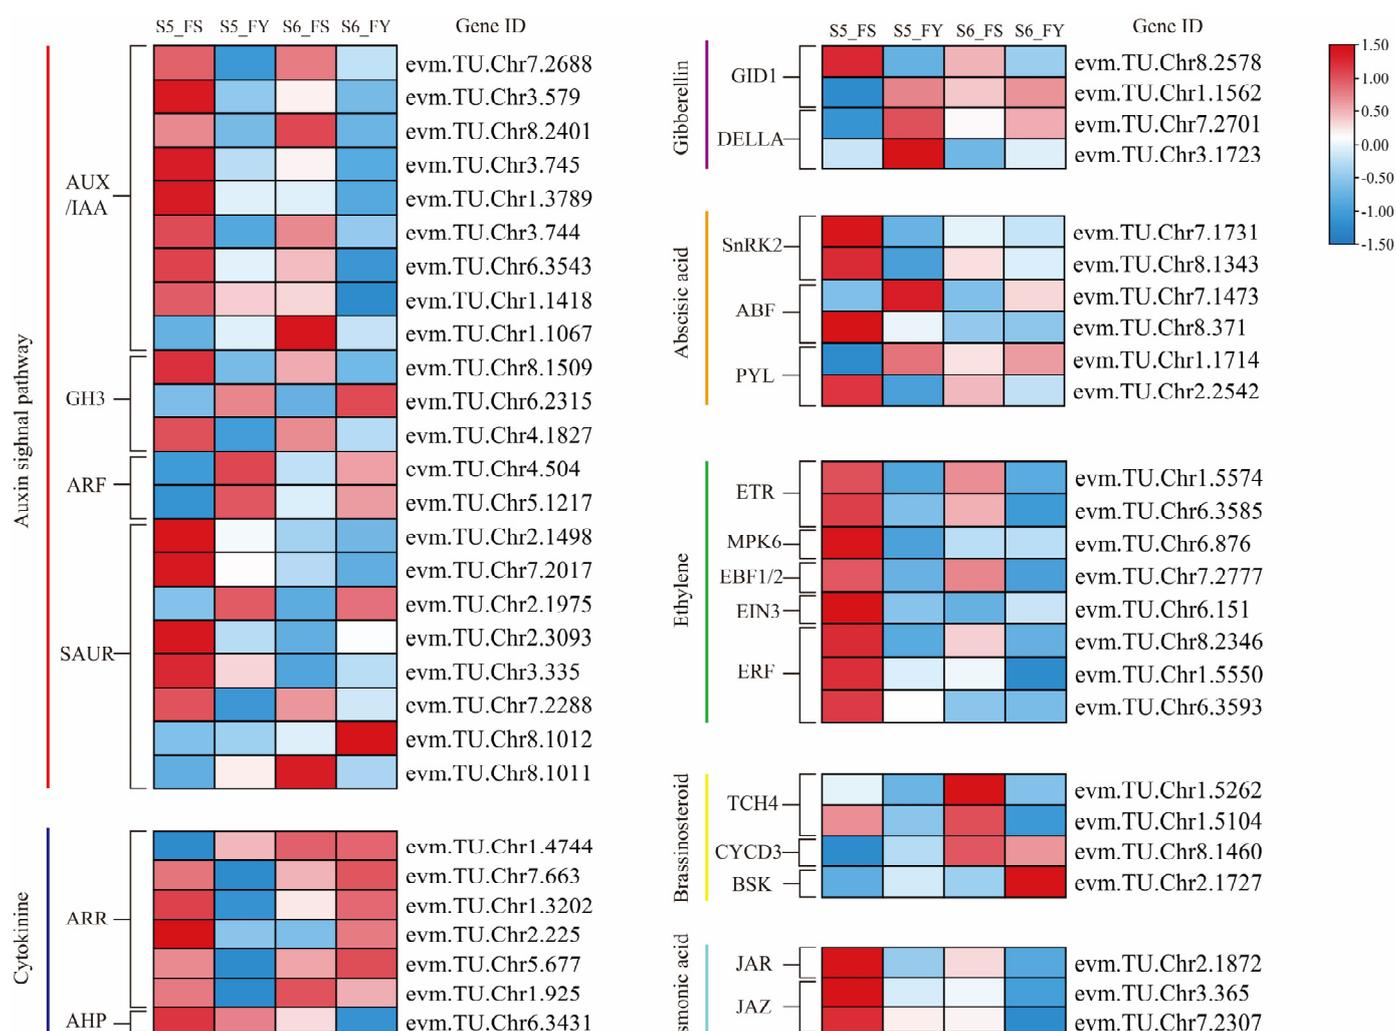 S5_FS S5_FY S6_FS S6_FY Gene ID
Auxin sighnal pathway
AUX
/IAA
evm.TU.Chr7.2688
evm.TU.Chr3.579
evm.TU.Chr8.2401
evm.TU.Chr3.745
evm.TU.Chr1.3789
evm.TU.Chr3.744
evm.TU.Chr6.3543
evm.TU.Chr1.1418
evm.TU.Chr1.1067
GH3
evm.TU.Chr8.1509
evm.TU.Chr6.2315
evm.TU.Chr4.1827
ARF
evm.TU.Chr4.504
evm.TU.Chr5.1217
SAUR
evm.TU.Chr2.1498
evm.TU.Chr7.2017
evm.TU.Chr2.1975
evm.TU.Chr2.3093
evm.TU.Chr3.335
evm.TU.Chr7.2288
evm.TU.Chr8.1012
evm.TU.Chr8.1011
Cytokinine
ARR
evm.TU.Chr1.4744
evm.TU.Chr7.663
evm.TU.Chr1.3202
evm.TU.Chr2.225
evm.TU.Chr5.677
evm.TU.Chr1.925
AHP
evm.TU.Chr6.3431
S5_FS S5_FY S6_FS S6_FY Gene ID
Gibberellin
GID1
evm.TU.Chr8.2578
evm.TU.Chr1.1562
DELLA
evm.TU.Chr7.2701
evm.TU.Chr3.1723
Abscisic acid
SnRK2
evm.TU.Chr7.1731
evm.TU.Chr8.1343
ABF
evm.TU.Chr7.1473
evm.TU.Chr8.371
PYL
evm.TU.Chr1.1714
evm.TU.Chr2.2542
Ethylene
ETR
evm.TU.Chr1.5574
evm.TU.Chr6.3585
MPK6
evm.TU.Chr6.876
EBF1/2
evm.TU.Chr7.2777
EIN3
evm.TU.Chr6.151
ERF
evm.TU.Chr8.2346
evm.TU.Chr1.5550
evm.TU.Chr6.3593
Brassinosteroid
TCH4
evm.TU.Chr1.5262
evm.TU.Chr1.5104
CYCD3
evm.TU.Chr8.1460
BSK
evm.TU.Chr2.1727
smonic acid
JAR
evm.TU.Chr2.1872
JAZ
evm.TU.Chr3.365
evm.TU.Chr7.2307
1.50
1.00
0.50
0.00
-0.50
-1.00
-1.50